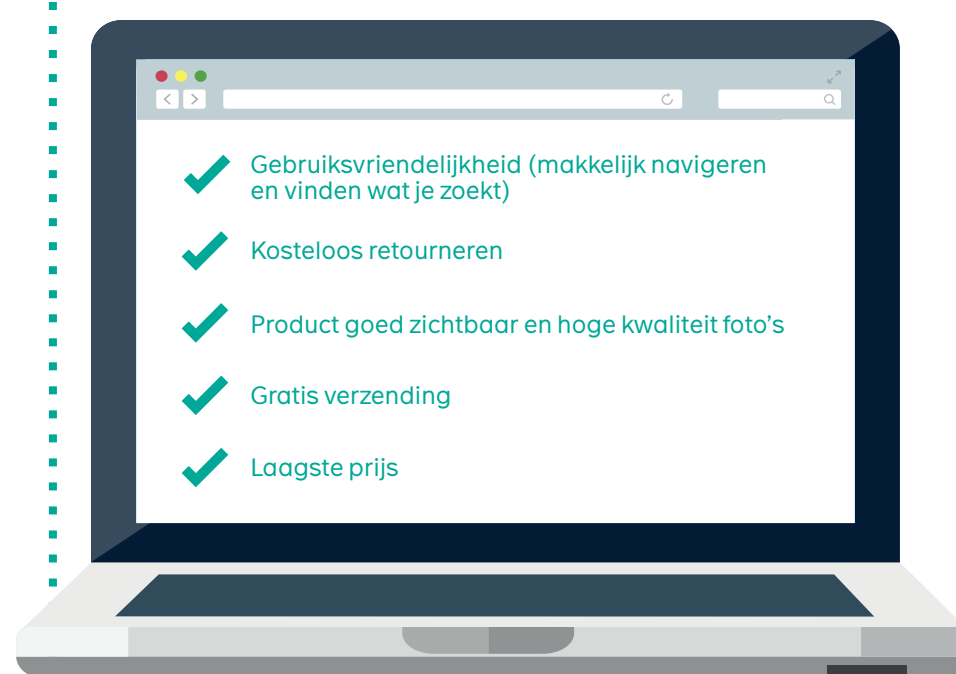 Gebruiksvriendelijkheid (makkelijk navigeren
en vinden wat je zoekt)
Kosteloos retourneren
Product goed zichtbaar en hoge kwaliteit foto's
Gratis verzending
Laagste prijs